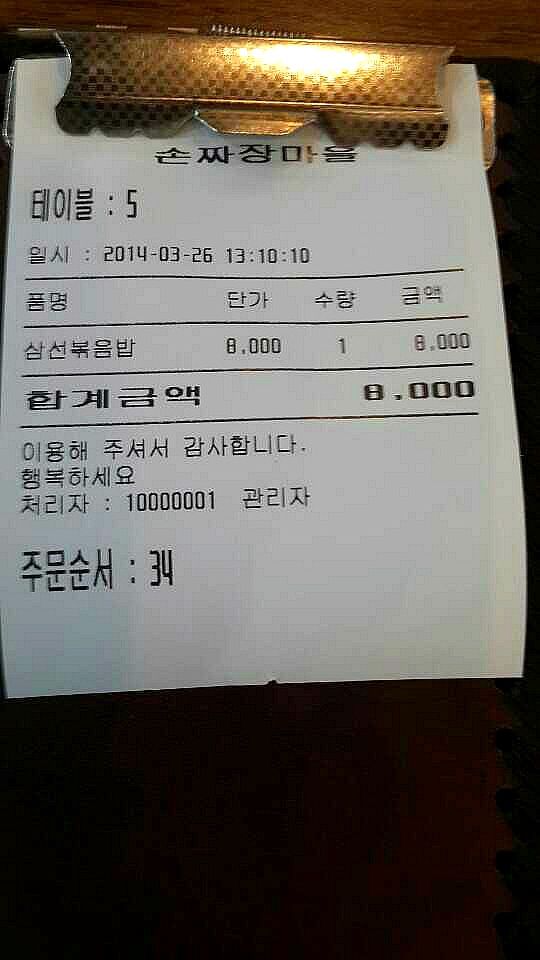 손짜장마을
테이블 : 5
일시 : 2014-03-26 13:10:10
품명 단가 수량 금액
삼선볶음밥 8,000 1 8,000
합계금액 8,000
이용해 주셔서 감사합니다.
행복하세요
처리자 : 10000001 관리자
주문순서 : 34